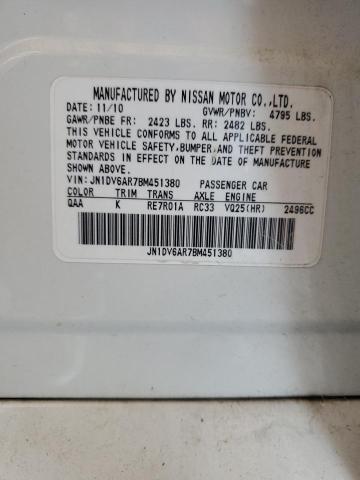 MANUFACTURED BY NISSAN MOTOR CO.,LTD.
DATE: 11/10 GVWR/PNBV: 4795 LBS.
GAWR/PNBE FR: 2423 LBS. RR: 2482 LBS.
THIS VEHICLE CONFORMS TO ALL APPLICABLE FEDERAL
MOTOR VEHICLE SAFETY, BUMPER, AND THEFT PREVENTION
STANDARDS IN EFFECT ON THE DATE OF MANUFACTURE
SHOWN ABOVE.
VIN: JN1DV6AR7BM451380 PASSENGER CAR
COLOR TRIM TRANS AXLE ENGINE
QAA K RE7R01A RC33 VQ25(HR) 2496CC
JN1DV6AR7BM451380